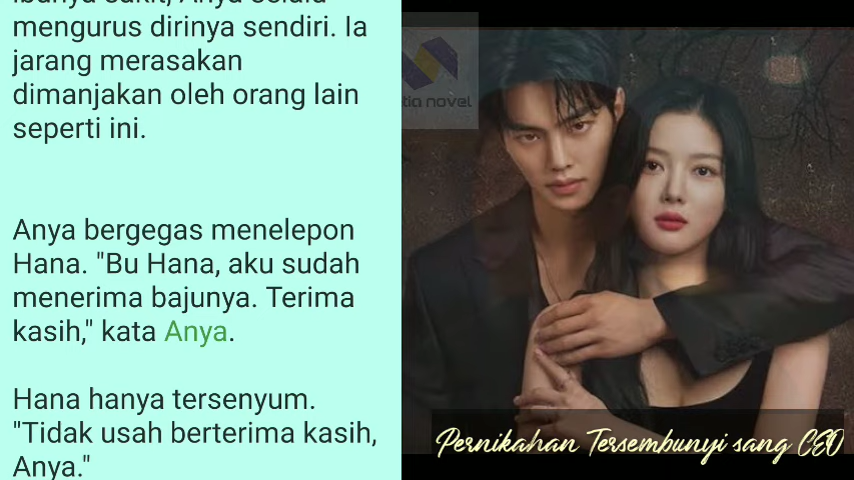 mengurus dirinya sendiri. Ia
jarang merasakan
dimanjakan oleh orang lain
seperti ini.
Anya bergegas menelepon
Hana. "Bu Hana, aku sudah
menerima bajunya. Terima
kasih," kata Anya.
Hana hanya tersenyum.
"Tidak usah berterima kasih,
Anya."
novel
Pernikahan Tersembunyi sang CEO